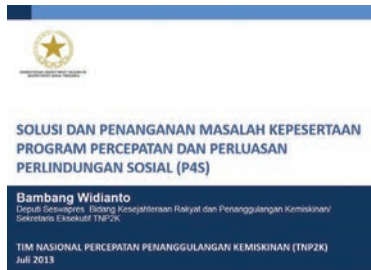 SOLUSI DAN PENANGANAN MASALAH KEPESERTAAN
PROGRAM PERCEPATAN DAN PERLUASAN
PERLINDUNGAN SOSIAL (P4S)
Bambang Widianto
Deputi Seswapres Bidang Kesejahteraan Rakyat dan Penanggulangan Kemiskinan/
Sekretaris Eksekutif TNP2K
TIM NASIONAL PERCEPATAN PENANGGULANGAN KEMISKINAN (TNP2K)
Juli 2013